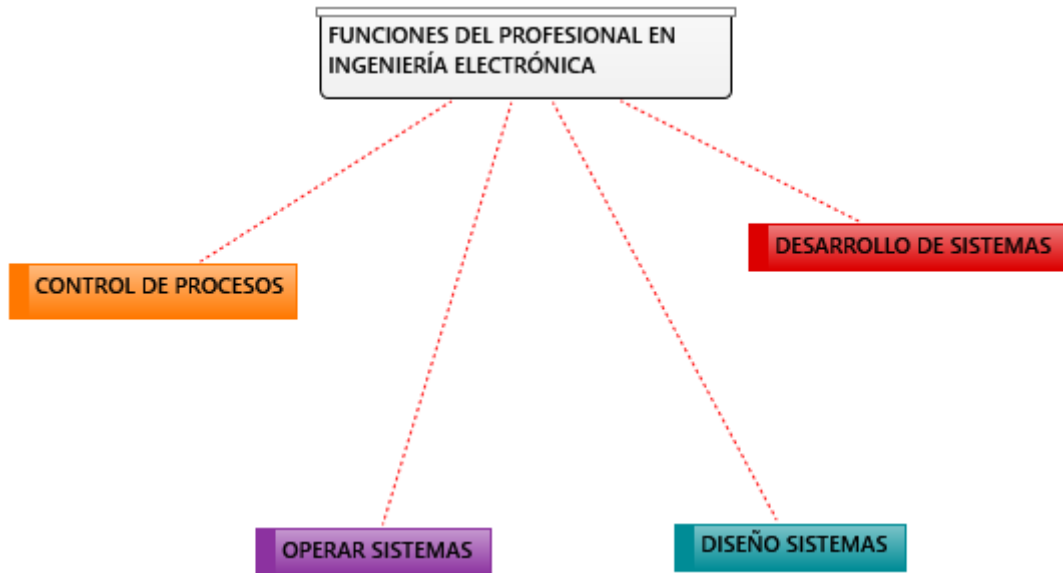 FUNCIONES DEL PROFESIONAL EN
INGENIERÍA ELECTRÓNICA
DESARROLLO DE SISTEMAS
CONTROL DE PROCESOS
OPERAR SISTEMAS
DISEÑO SISTEMAS